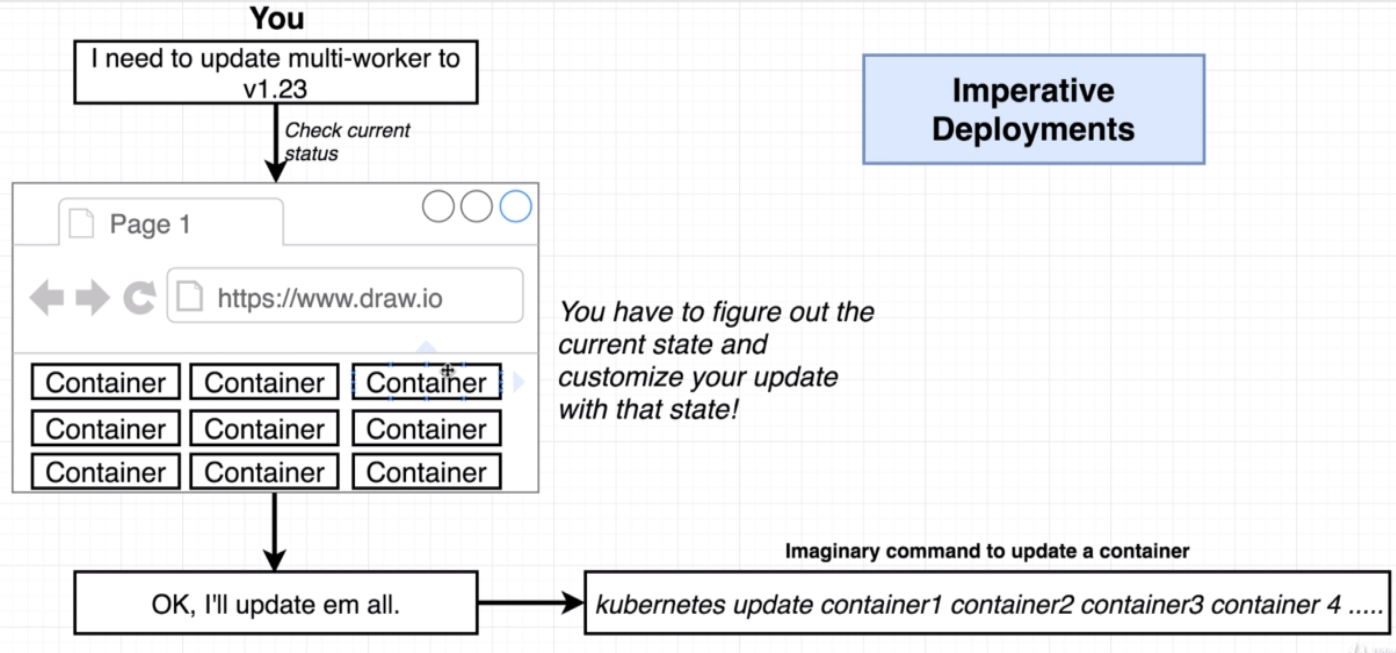 You
I need to update multi-worker to
v1.23
Check current
status
Imperative
Deployments
Page 1
https://www.draw.io
You have to figure out the
current state and
customize your update
with that state!
Container Container Container
Container Container Container
Container Container Container
Imaginary command to update a container
OK, I'll update em all.
kubernetes update container1 container2 container3 container 4 .....